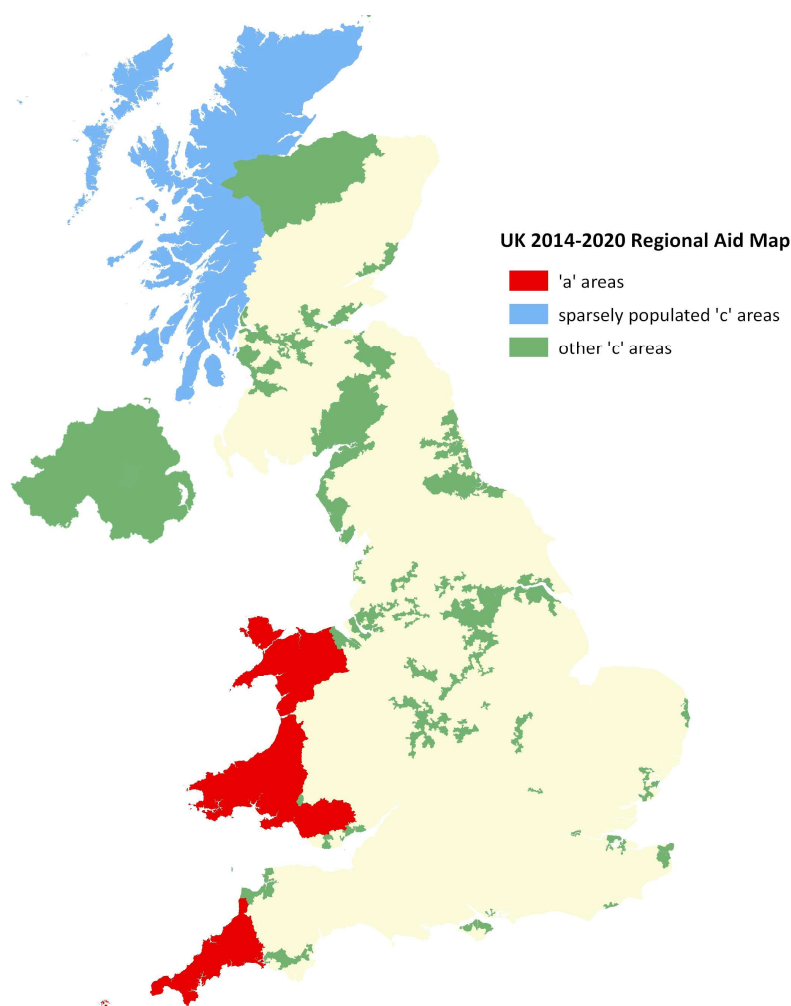 UK 2014-2020 Regional Aid Map
'a' areas
sparsely populated 'c' areas
other 'c' areas